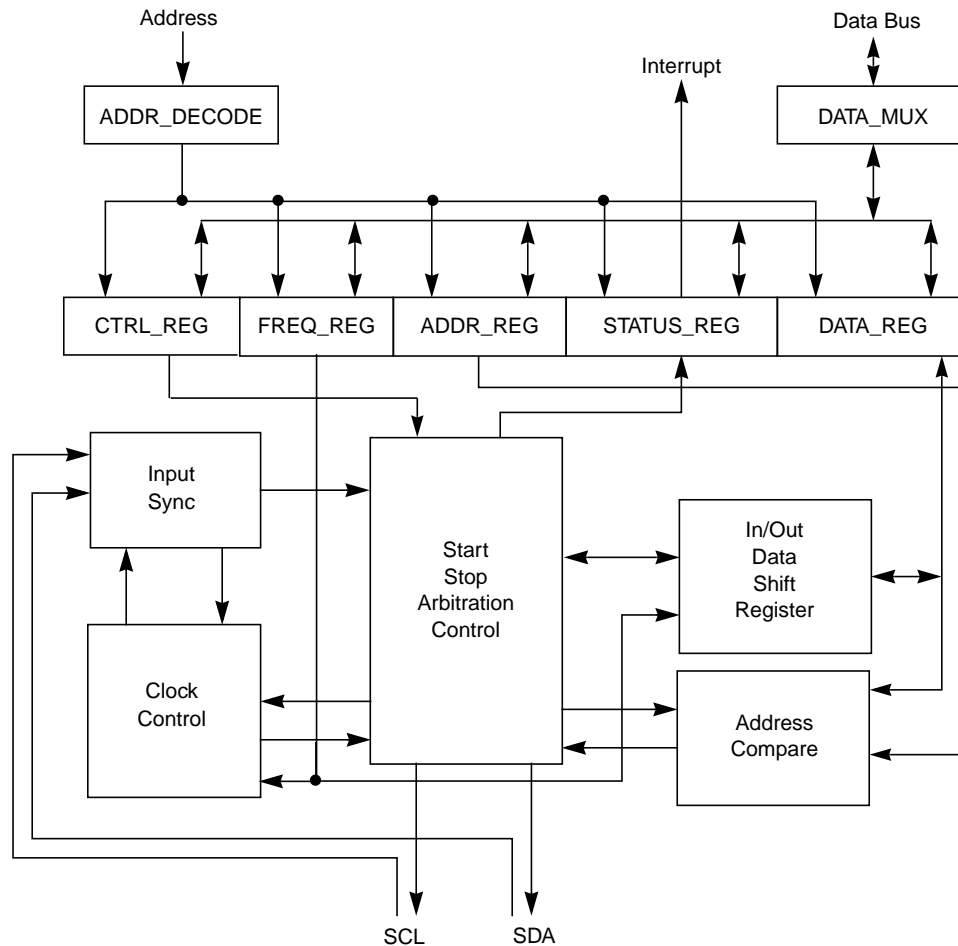 Address
Data Bus
Interrupt
ADDR_DECODE
DATA_MUX
CTRL_REG
FREQ_REG
ADDR_REG
STATUS_REG
DATA_REG
Input
Sync
Start
Stop
Arbitration
Control
In/Out
Data
Shift
Register
Clock
Control
Address
Compare
SCL
SDA